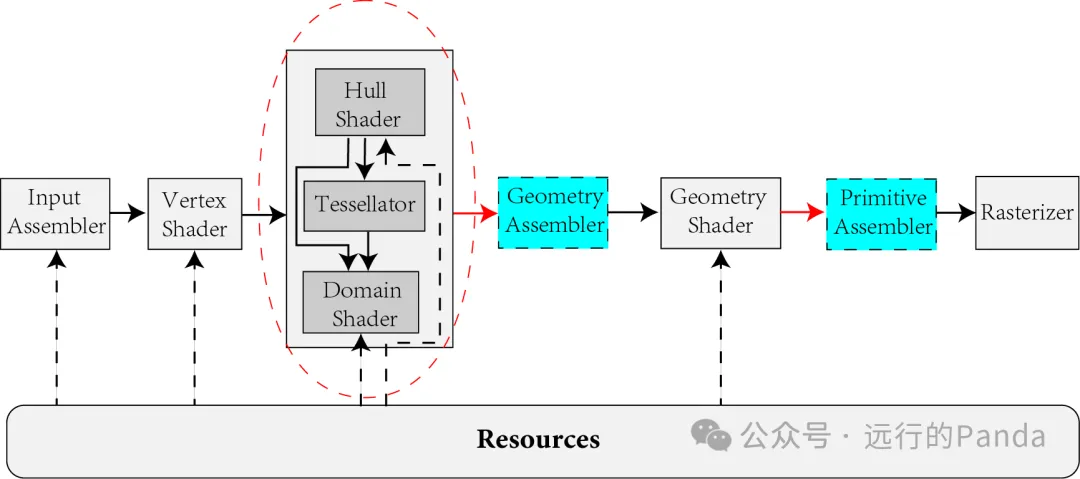 Input
Assembler
Vertex
Shader
Hull
Shader
Tessellator
Domain
Shader
Geometry
Assembler
Geometry
Shader
Primitive
Assembler
Rasterizer
Resources
公众号 · 远行的Panda